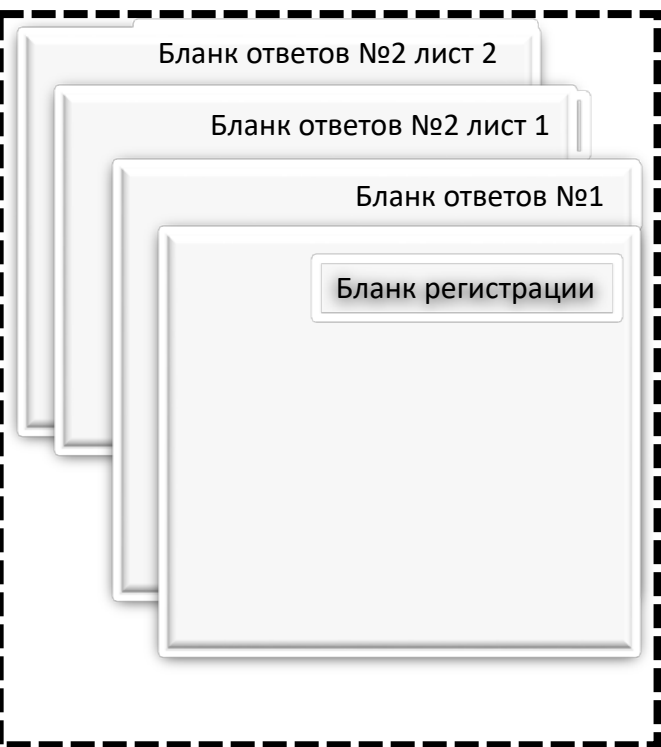 Бланк ответов №2 лист 2
Бланк ответов №2 лист 1
Бланк ответов №1
Бланк регистрации